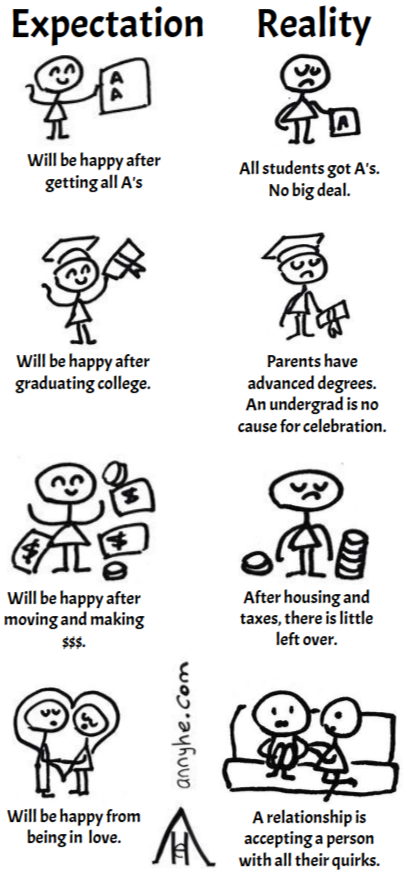 Expectation
Reality
A
A
Will be happy after
getting all A's
A
All students got A's.
No big deal.
Will be happy after
graduating college.
Parents have
advanced degrees.
An undergrad is no
cause for celebration.
$
$
$
Will be happy after
moving and making
$$$.
After housing and
taxes, there is little
left over.
Will be happy from
being in love.
annyhe.com
A relationship is
accepting a person
with all their quirks.